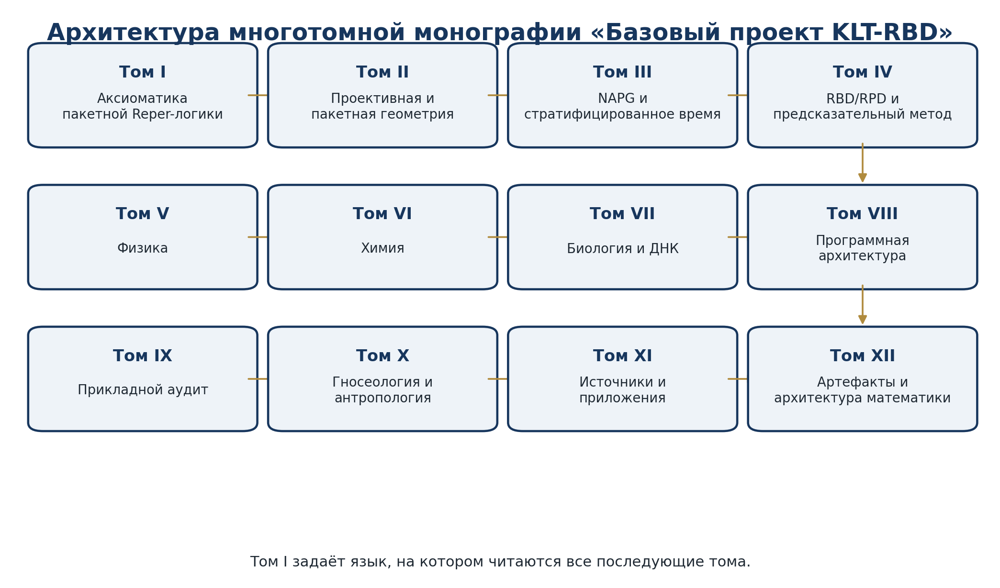 Архитектура многотомной монографии «Базовый проект KLT-RBD»
Том I
Аксиоматика
пакетной Reper-логики
Том II
Проективная и
пакетная геометрия
Том III
NAPG и
стратифицированное время
Том IV
RBD/RPD и
предсказательный метод
Том V
Физика
Том VI
Химия
Том VII
Биология и ДНК
Том VIII
Программная
архитектура
Том IX
Прикладной аудит
Том X
Гносеология и
антропология
Том XI
Источники и
приложения
Том XII
Артефакты и
архитектура математики
Том I задаёт язык, на котором читаются все последующие тома.